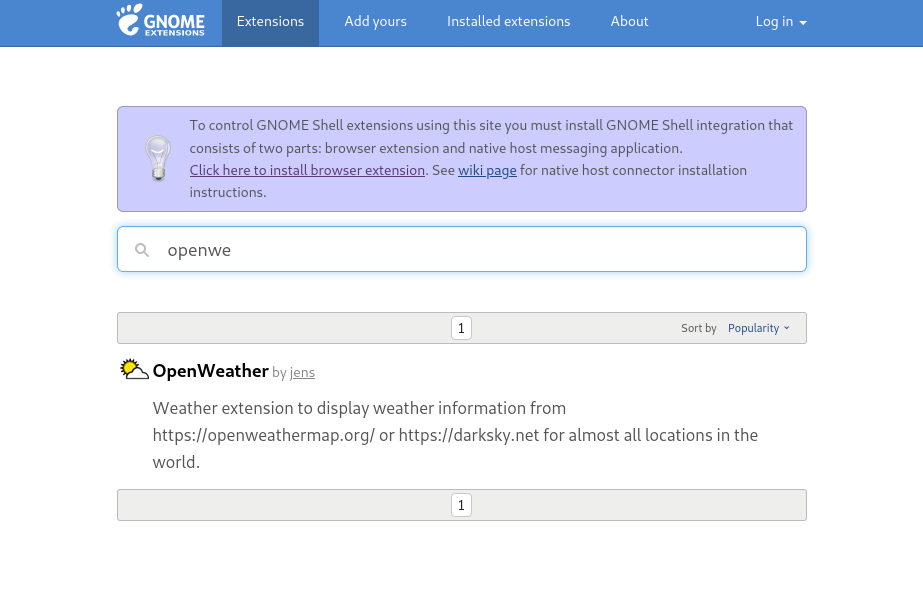 GNOME EXTENSIONS Extensions Add yours Installed extensions About Log in
To control GNOME Shell extensions using this site you must install GNOME Shell integration that
consists of two parts: browser extension and native host messaging application.
Click here to install browser extension. See wiki page for native host connector installation
instructions.
openwe
1 Sort by Popularity
OpenWeather by jens
Weather extension to display weather information from
https://openweathermap.org/ or https://darksky.net for almost all locations in the
world.
1